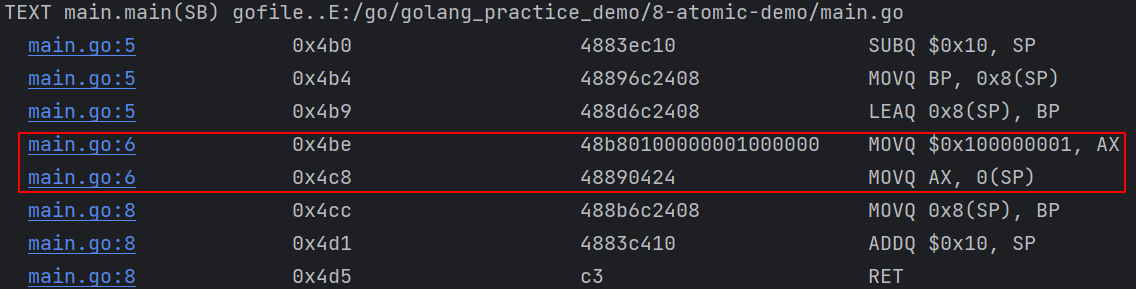 TEXT main.main(SB) gofile..E:/go/golang_practice_demo/8-atomic-demo/main.go
main.go:5 0x4b0 4883ec10 SUBQ $0x10, SP
main.go:5 0x4b4 48896c2408 MOVQ BP, 0x8(SP)
main.go:5 0x4b9 488d6c2408 LEAQ 0x8(SP), BP
main.go:6 0x4be 48b80100000001000000 MOVQ $0x100000001, AX
main.go:6 0x4c8 48890424 MOVQ AX, 0(SP)
main.go:8 0x4cc 488b6c2408 MOVQ 0x8(SP), BP
main.go:8 0x4d1 4883c410 ADDQ $0x10, SP
main.go:8 0x4d5 c3 RET